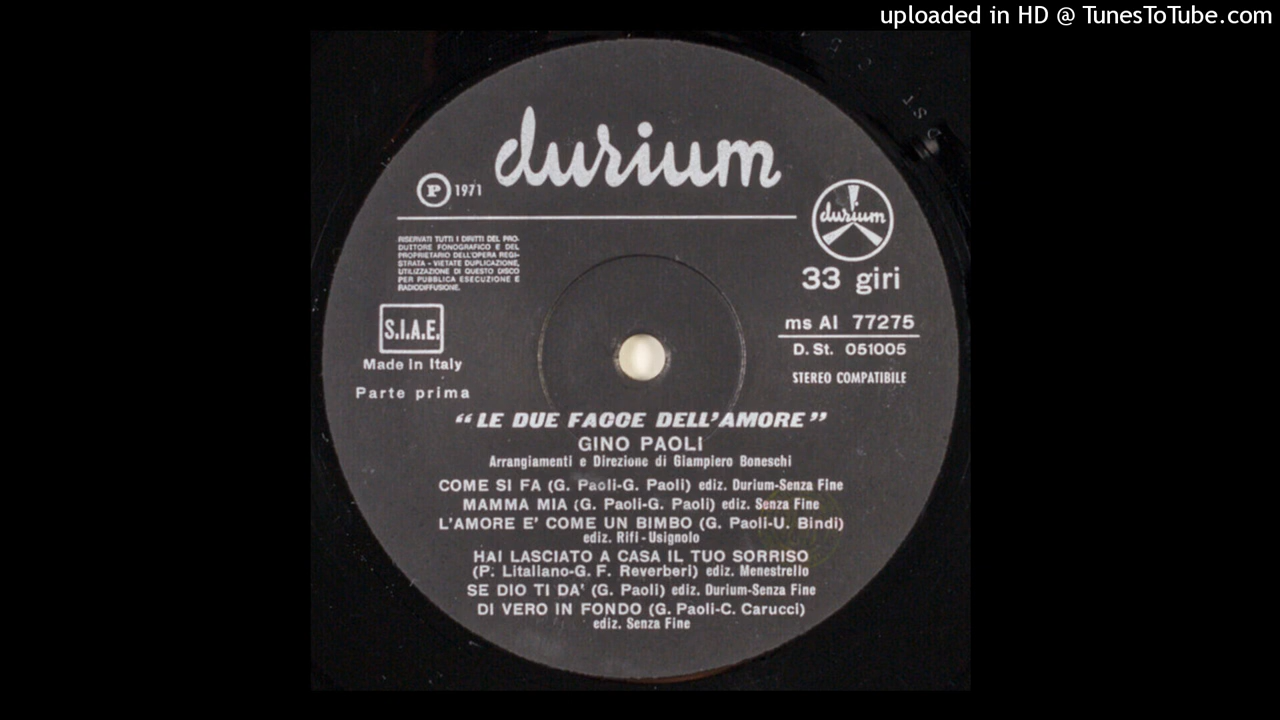 uploaded in HD @ TunesToTube.com
durium
P 1971
durium
RISERVATI TUTTI I DIRITTI DEL PRO-
DUTTORE FONOGRAFICO E DEL
PROPRIETARIO DELL'OPERA REGI-
STRATA - VIETATE DUPLICAZIONE,
UTILIZZAZIONE DI QUESTO DISCO
PER PUBBLICA ESECUZIONE E
RADIODIFFUSIONE.
33 giri
S.I.A.E.
ms AI 77275
D. St. 051005
Made in Italy
STEREO COMPATIBILE
Parte prima
"LE DUE FACCE DELL'AMORE"
GINO PAOLI
Arrangiamenti e Direzione di Giampiero Boneschi
COME SI FA (G. Paoli-G. Paoli) ediz. Durium-Senza Fine
MAMMA MIA (G. Paoli-G. Paoli) ediz. Senza Fine
L'AMORE E' COME UN BIMBO (G. Paoli-U. Bindi)
ediz. Rifi-Usignolo
HAI LASCIATO A CASA IL TUO SORRISO
(P. Litaliano-G. F. Reverberi) ediz. Menestrello
SE DIO TI DA' (G. Paoli) ediz. Durium-Senza Fine
DI VERO IN FONDO (G. Paoli-C. Carucci)
ediz. Senza Fine